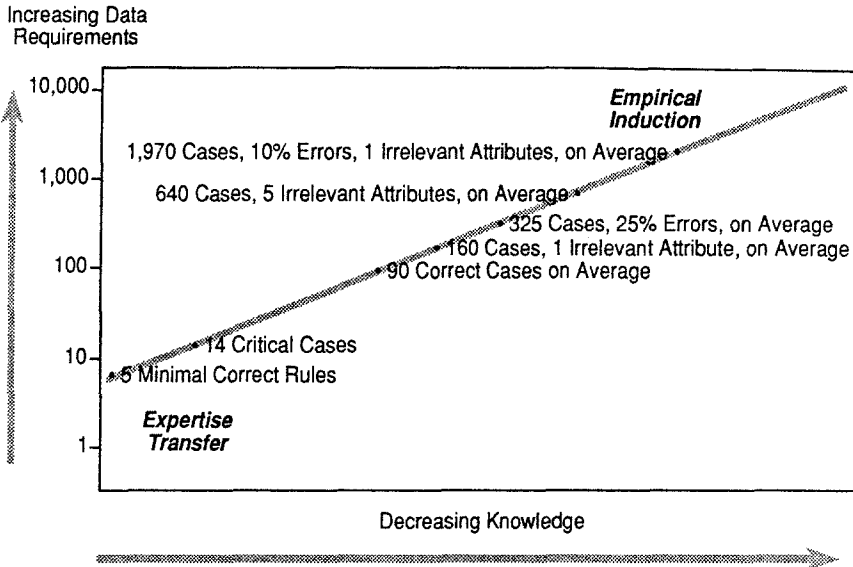 Increasing Data
Requirements
10,000
Empirical
Induction
1,970 Cases, 10% Errors, 1 Irrelevant Attributes, on Average
1,000
640 Cases, 5 Irrelevant Attributes, on Average
325 Cases, 25% Errors, on Average
160 Cases, 1 Irrelevant Attribute, on Average
100
90 Correct Cases on Average
14 Critical Cases
10
5 Minimal Correct Rules
Expertise
Transfer
1
Decreasing Knowledge